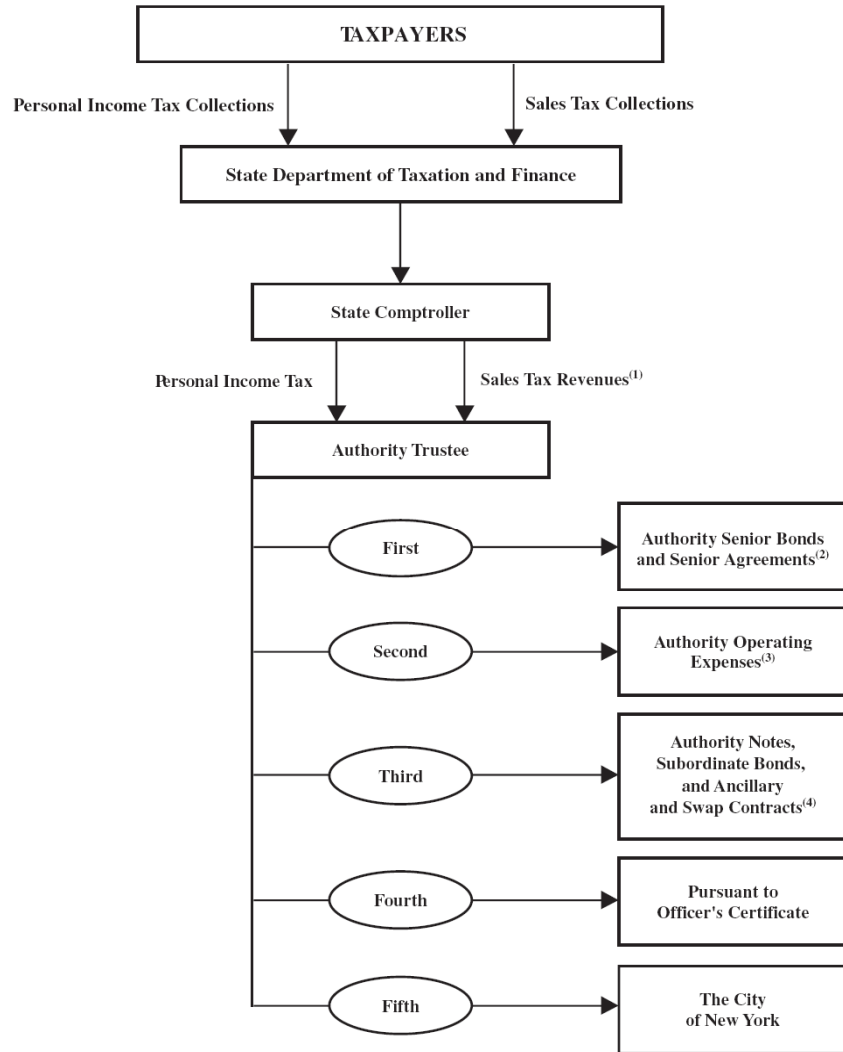 TAXPAYERS
Personal Income Tax Collections
Sales Tax Collections
State Department of Taxation and Finance
State Comptroller
Personal Income Tax
Sales Tax Revenues(1)
Authority Trustee
First
Authority Senior Bonds
and Senior Agreements(2)
Second
Authority Operating
Expenses(3)
Third
Authority Notes,
Subordinate Bonds,
and Ancillary
and Swap Contracts(4)
Fourth
Pursuant to
Officer's Certificate
Fifth
The City
of New York